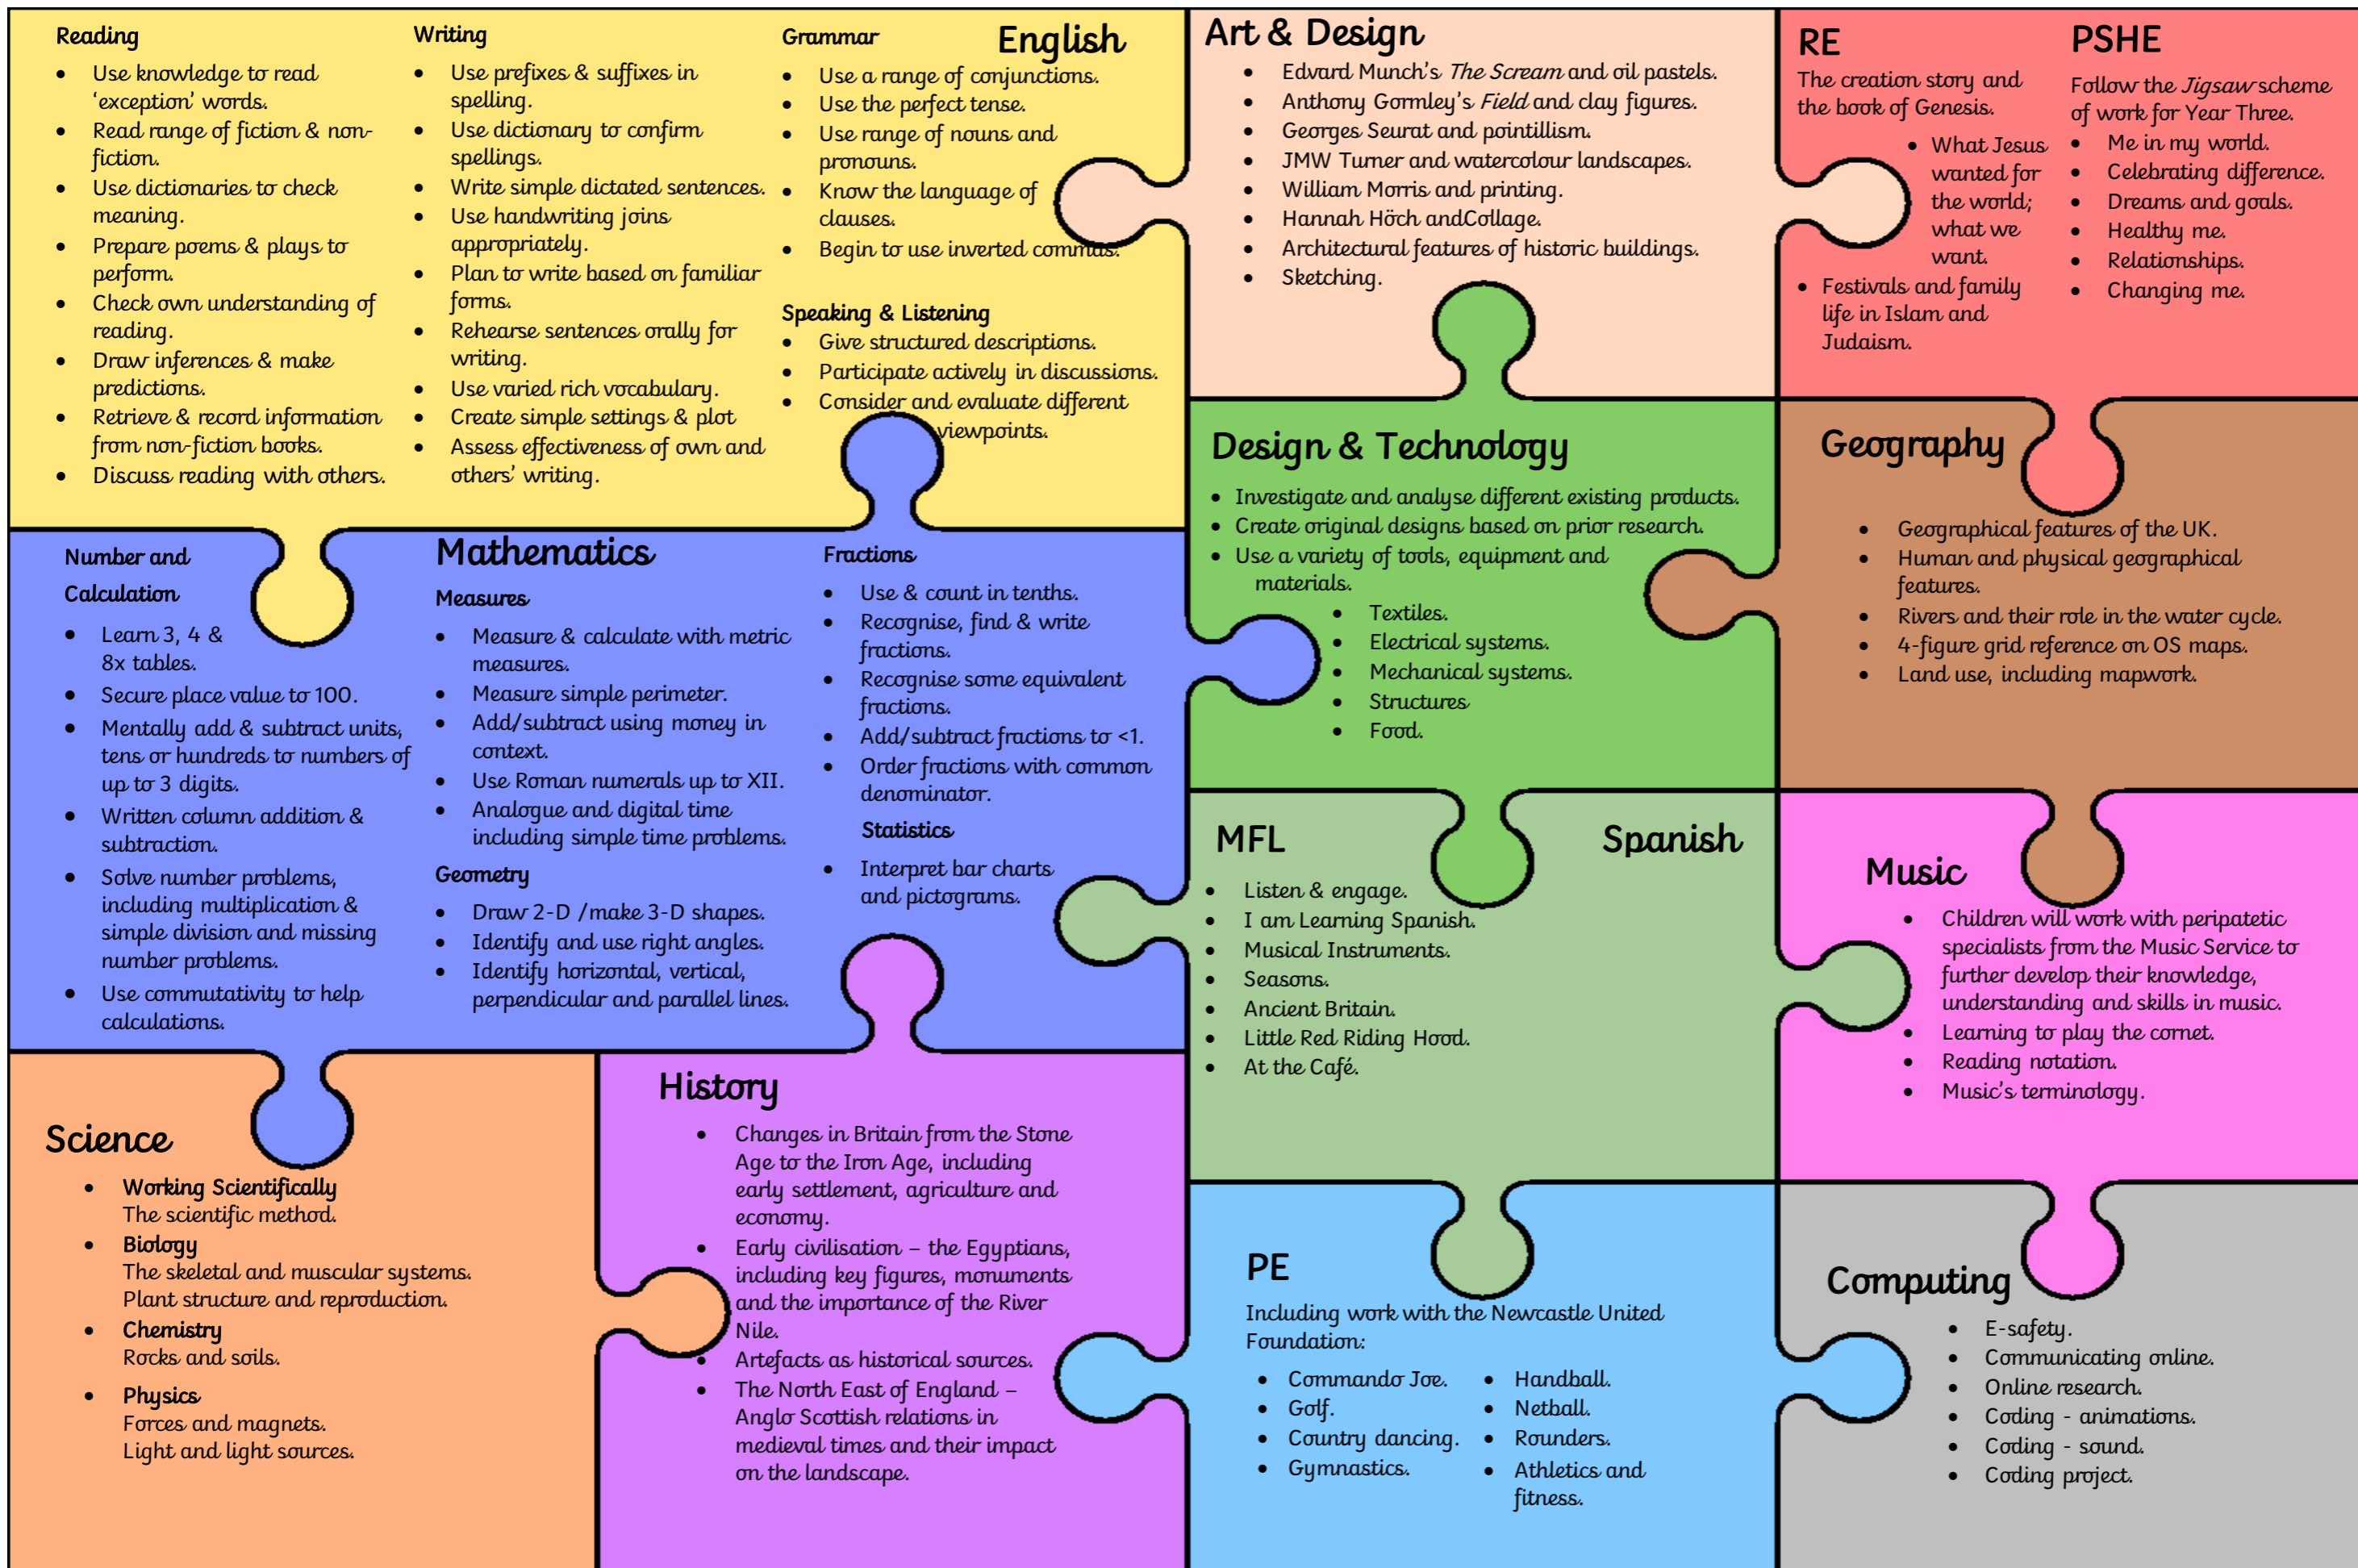 English
Reading
• Use knowledge to read
‘exception’ words.
• Read range of fiction & non-
fiction.
• Use dictionaries to check
meaning.
• Prepare poems & plays to
perform.
• Check own understanding of
reading.
• Draw inferences & make
predictions.
• Retrieve & record information
from non-fiction books.
• Discuss reading with others.
Writing
• Use prefixes & suffixes in
spelling.
• Use dictionary to confirm
spellings.
• Write simple dictated sentences.
• Use handwriting joins
appropriately.
• Plan to write based on familiar
forms.
• Rehearse sentences orally for
writing.
• Use varied rich vocabulary.
• Create simple settings & plot
• Assess effectiveness of own and
others’ writing.
Grammar
• Use a range of conjunctions.
• Use the perfect tense.
• Use range of nouns and
pronouns.
• Know the language of
clauses.
• Begin to use inverted commas.
Speaking & Listening
• Give structured descriptions.
• Participate actively in discussions.
• Consider and evaluate different
viewpoints.
Art & Design
• Edvard Munch’s The Scream and oil pastels.
• Anthony Gormley’s Field and clay figures.
• Georges Seurat and pointillism.
• JMW Turner and watercolour landscapes.
• William Morris and printing.
• Hannah Höch andCollage.
• Architectural features of historic buildings.
• Sketching.
RE
The creation story and
the book of Genesis.
• What Jesus
wanted for
the world;
what we
want.
• Festivals and family
life in Islam and
Judaism.
PSHE
Follow the Jigsaw scheme
of work for Year Three.
• Me in my world.
• Celebrating difference.
• Dreams and goals.
• Healthy me.
• Relationships.
• Changing me.
Mathematics
Number and
Calculation
• Learn 3, 4 &
8x tables.
• Secure place value to 100.
• Mentally add & subtract units,
tens or hundreds to numbers of
up to 3 digits.
• Written column addition &
subtraction.
• Solve number problems,
including multiplication &
simple division and missing
number problems.
• Use commutativity to help
calculations.
Measures
• Measure & calculate with metric
measures.
• Measure simple perimeter.
• Add/subtract using money in
context.
• Use Roman numerals up to XII.
• Analogue and digital time
including simple time problems.
Geometry
• Draw 2-D /make 3-D shapes.
• Identify and use right angles.
• Identify horizontal, vertical,
perpendicular and parallel lines.
Fractions
• Use & count in tenths.
• Recognise, find & write
fractions.
• Recognise some equivalent
fractions.
• Add/subtract fractions to <1.
• Order fractions with common
denominator.
Statistics
• Interpret bar charts
and pictograms.
Design & Technology
• Investigate and analyse different existing products.
• Create original designs based on prior research.
• Use a variety of tools, equipment and
materials.
• Textiles.
• Electrical systems.
• Mechanical systems.
• Structures
• Food.
Geography
• Geographical features of the UK.
• Human and physical geographical
features.
• Rivers and their role in the water cycle.
• 4-figure grid reference on OS maps.
• Land use, including mapwork.
MFL Spanish
• Listen & engage.
• I am Learning Spanish.
• Musical Instruments.
• Seasons.
• Ancient Britain.
• Little Red Riding Hood.
• At the Café.
Music
• Children will work with peripatetic
specialists from the Music Service to
further develop their knowledge,
understanding and skills in music.
• Learning to play the cornet.
• Reading notation.
• Music’s terminology.
Science
• Working Scientifically
The scientific method.
• Biology
The skeletal and muscular systems.
Plant structure and reproduction.
• Chemistry
Rocks and soils.
• Physics
Forces and magnets.
Light and light sources.
History
• Changes in Britain from the Stone
Age to the Iron Age, including
early settlement, agriculture and
economy.
• Early civilisation – the Egyptians,
including key figures, monuments
and the importance of the River
Nile.
• Artefacts as historical sources.
• The North East of England –
Anglo Scottish relations in
medieval times and their impact
on the landscape.
PE
Including work with the Newcastle United
Foundation:
• Commando Joe.
• Golf.
• Country dancing.
• Gymnastics.
• Handball.
• Netball.
• Rounders.
• Athletics and
fitness.
Computing
• E-safety.
• Communicating online.
• Online research.
• Coding - animations.
• Coding - sound.
• Coding project.